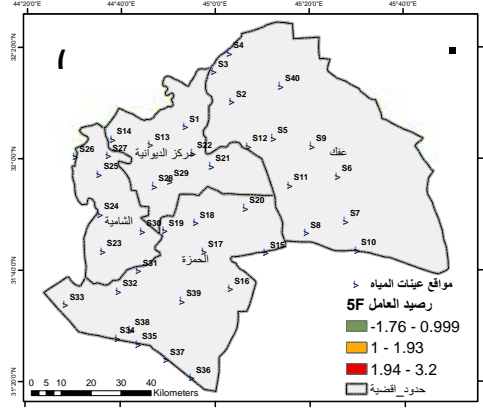 44°20'0"E 44°40'0"E 45°0'0"E 45°20'0"E 45°40'0"E
32°20'0"N
32°0'0"N
31°40'0"N
31°20'0"N
S4
S3
S40
S2
S1
S14
S13
S12
S5
S9
S26
S27
مركز الديوانية
S22
عفك
S21
S25
S28
S29
S11
S6
S24
الشامية
S30
S19
S18
S20
S7
S8
S23
S17
الحمزة
S15
S10
S31
S32
S33
S39
S16
S38
S34
S35
S37
S36
مواقع عينات المياه
رصيد العامل 5F
-1.76 - 0.999
1 - 1.93
1.94 - 3.2
حدود_اقضية
0 5 10 20 30 40
Kilometers